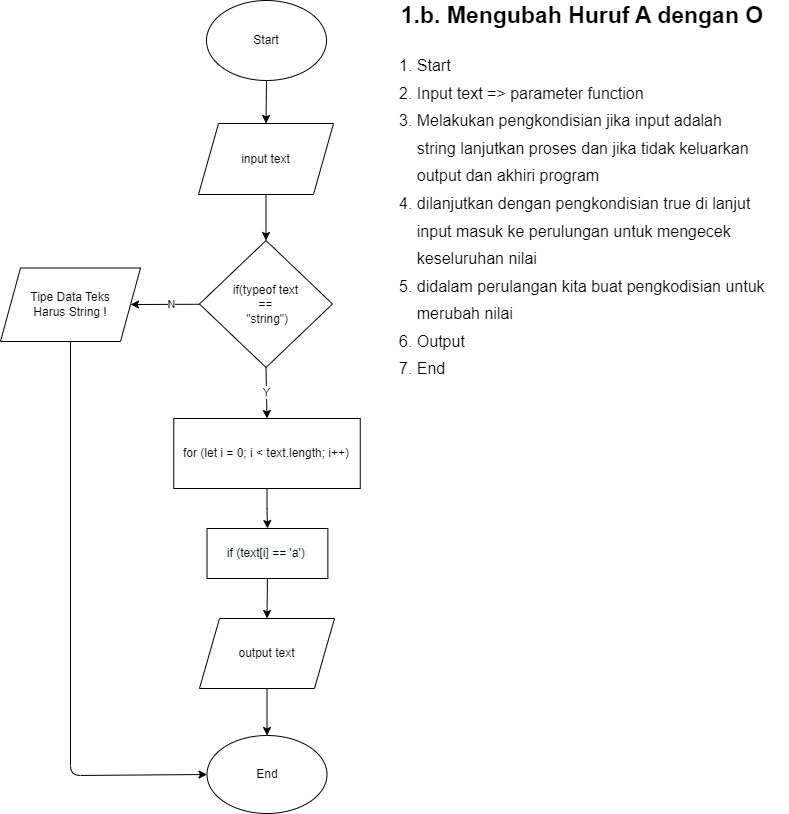 Start
input text
if(typeof text
==
"string")
N
Tipe Data Teks
Harus String !
Y
for (let i = 0; i < text.length; i++)
if (text[i] == 'a')
output text
End
1.b. Mengubah Huruf A dengan O
1. Start
2. Input text => parameter function
3. Melakukan pengkondisian jika input adalah
string lanjutkan proses dan jika tidak keluarkan
output dan akhiri program
4. dilanjutkan dengan pengkondisian true di lanjut
input masuk ke perulungan untuk mengecek
keseluruhan nilai
5. didalam perulangan kita buat pengkodisian untuk
merubah nilai
6. Output
7. End